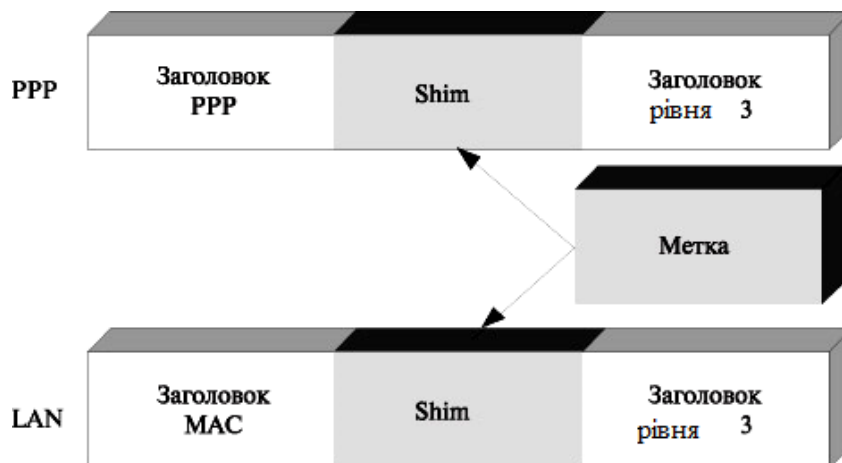 PPP
Заголовок
PPP
Shim
Заголовок
рівня 3
Метка
LAN
Заголовок
MAC
Shim
Заголовок
рівня 3